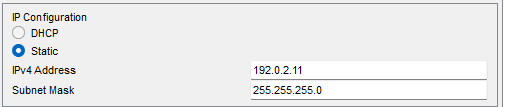 IP Configuration
DHCP
Static
IPv4 Address 192.0.2.11
Subnet Mask 255.255.255.0